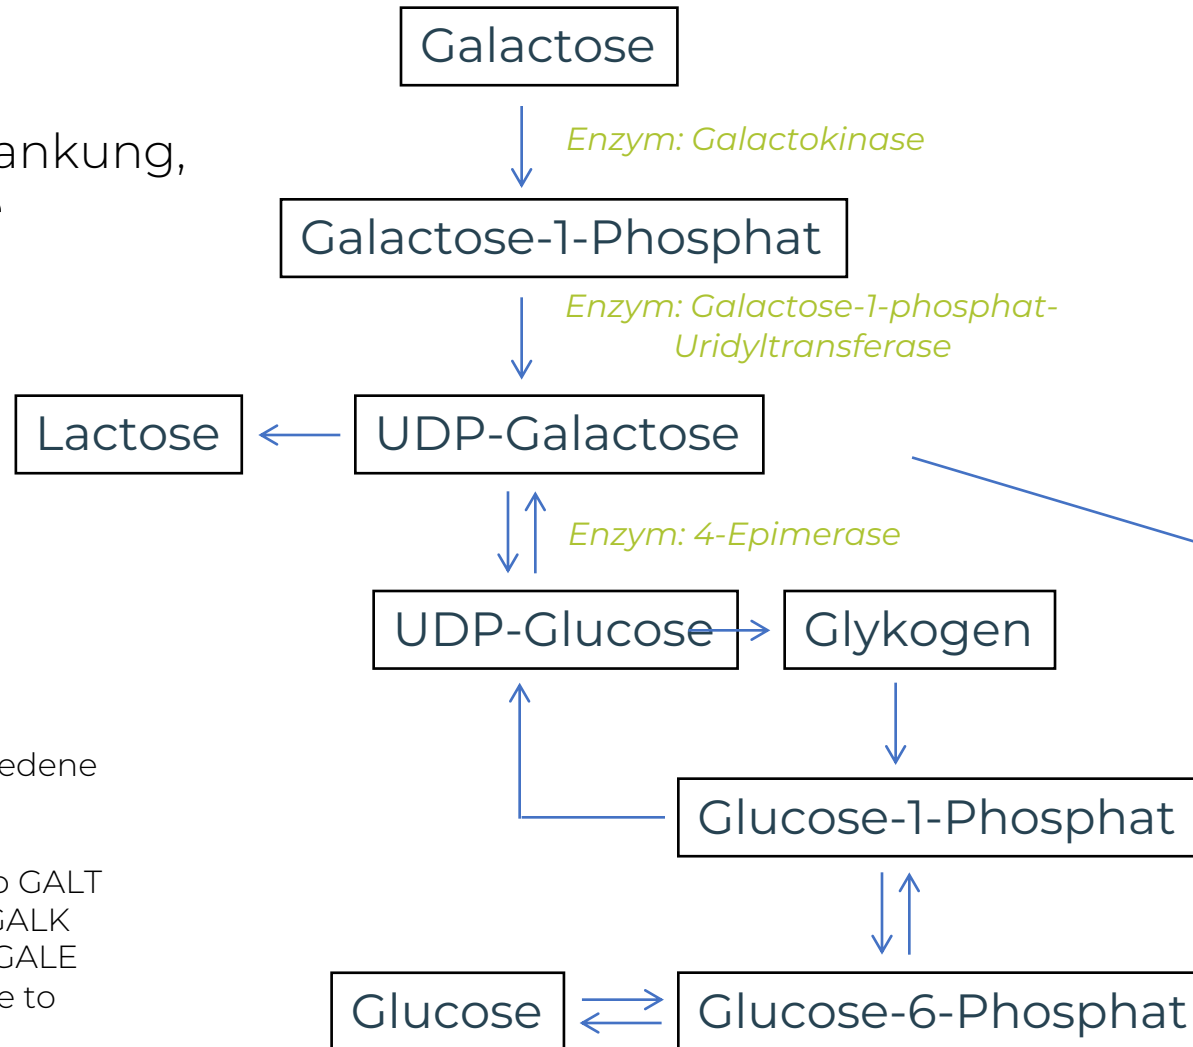 Galactose
Enzym: Galactokinase
ankung,
Galactose-1-Phosphat
Enzym: Galactose-1-phosphat-
Uridyltransferase
Lactose
UDP-Galactose
Enzym: 4-Epimerase
UDP-Glucose
Glykogen
edene
Glucose-1-Phosphat
o GALT
GALK
GALE
e to
Glucose
Glucose-6-Phosphat